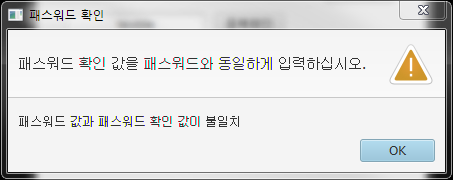 패스워드 확인
패스워드 확인 값을 패스워드와 동일하게 입력하십시오.
패스워드 값과 패스워드 확인 값이 불일치
OK